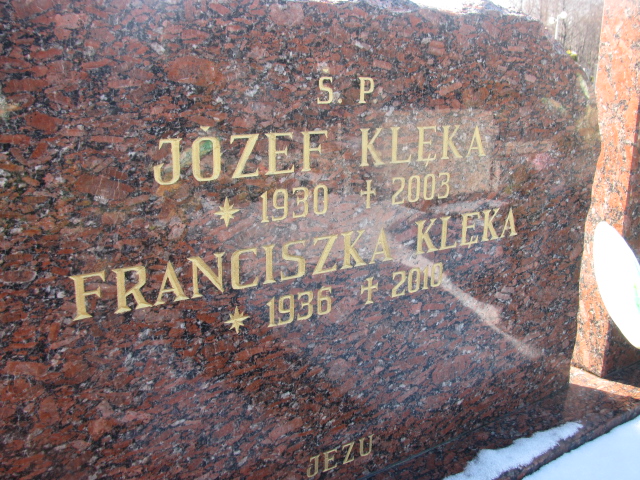 Ś. P
JÓZEF KLĘKA
1930 2003
FRANCISZKA KLĘKA
1936 2010
JEZU